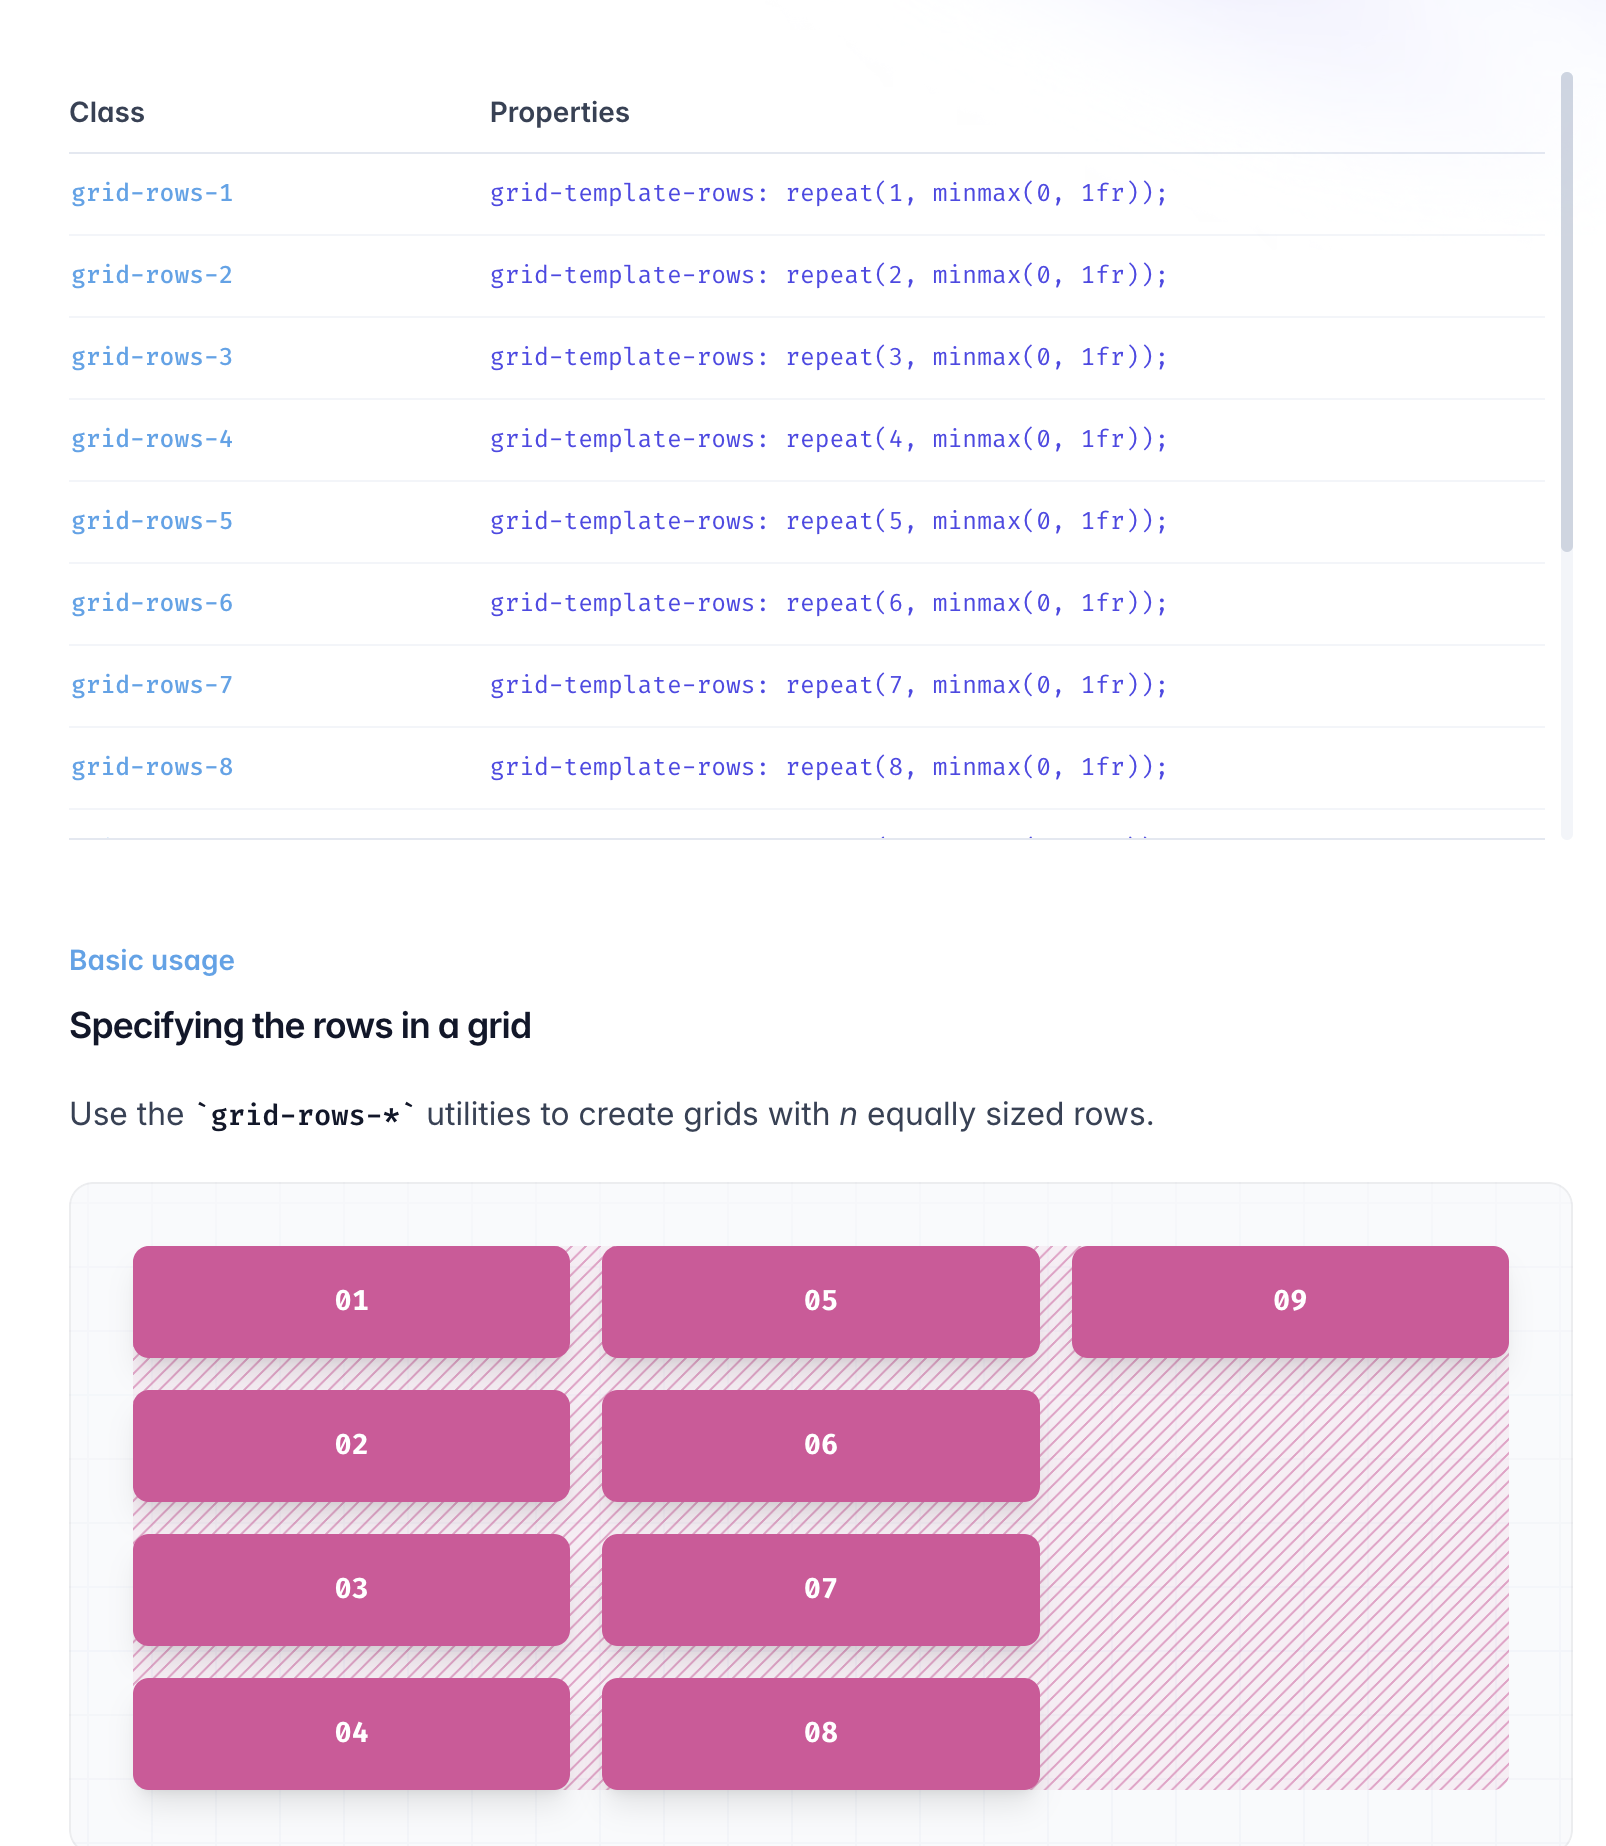 Class Properties
grid-rows-1 grid-template-rows: repeat(1, minmax(0, 1fr));
grid-rows-2 grid-template-rows: repeat(2, minmax(0, 1fr));
grid-rows-3 grid-template-rows: repeat(3, minmax(0, 1fr));
grid-rows-4 grid-template-rows: repeat(4, minmax(0, 1fr));
grid-rows-5 grid-template-rows: repeat(5, minmax(0, 1fr));
grid-rows-6 grid-template-rows: repeat(6, minmax(0, 1fr));
grid-rows-7 grid-template-rows: repeat(7, minmax(0, 1fr));
grid-rows-8 grid-template-rows: repeat(8, minmax(0, 1fr));
Basic usage
Specifying the rows in a grid
Use the `grid-rows-*` utilities to create grids with n equally sized rows.
01 05 09
02 06
03 07
04 08